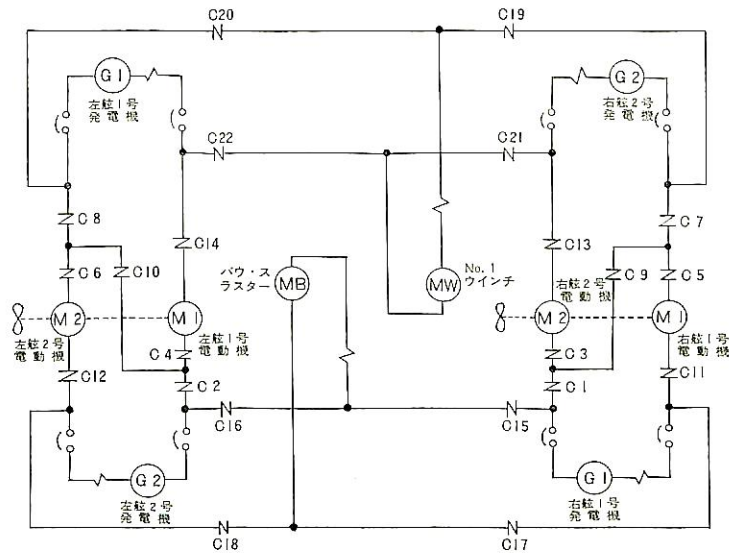 C20
C19
G1
左舷1号
発電機
G2
右舷2号
発電機
C22
C21
C8
C7
C14
C13
C6
C10
C9
C5
バウ・ス
ラスター
MB
MW
No.1
ウインチ
右舷2号
電動機
M2
M1
M2
M1
左舷2号
電動機
C4
左舷1号
電動機
C3
右舷1号
電動機
C12
C2
C1
C11
C16
C15
G2
左舷2号
発電機
G1
右舷1号
発電機
C18
C17